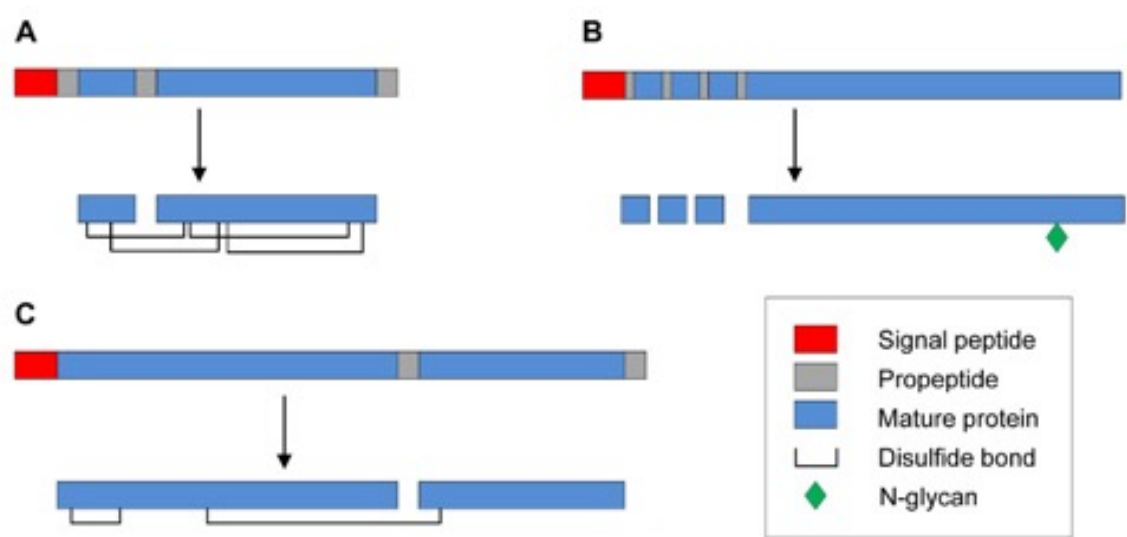 A
B
C
Signal peptide
Propeptide
Mature protein
Disulfide bond
N-glycan